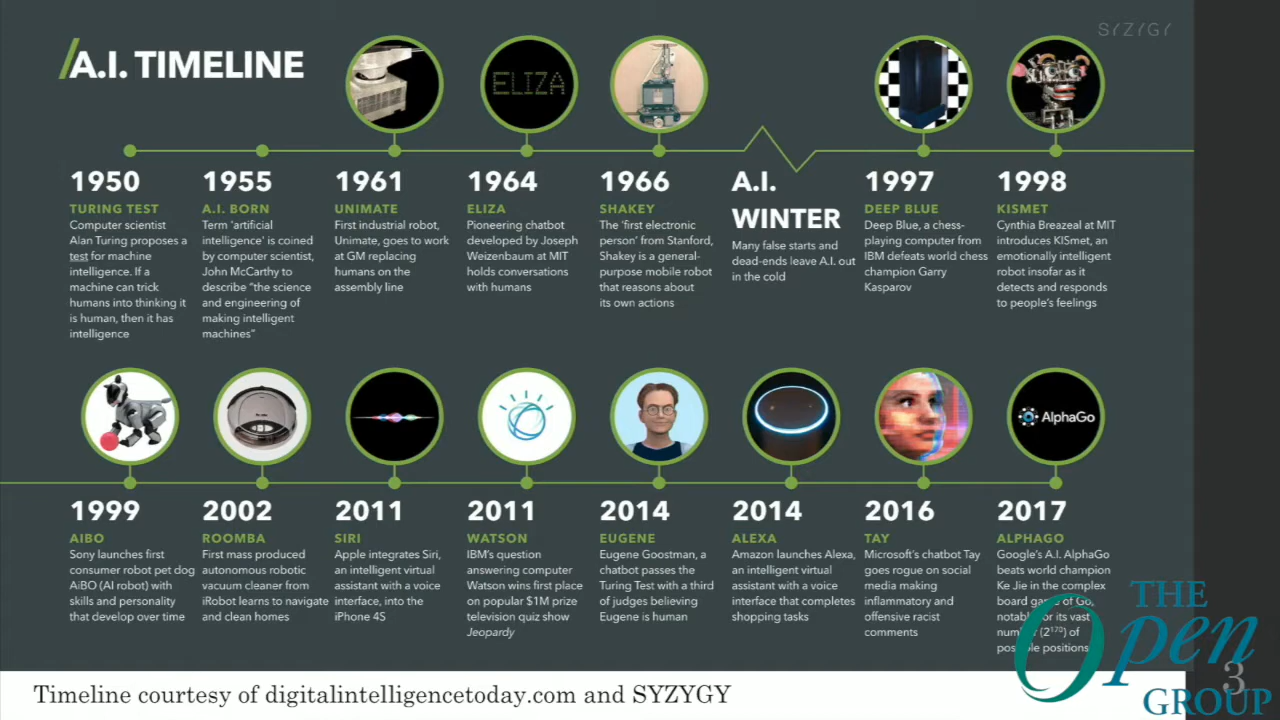 SYZYGY
A.I. TIMELINE
ELIZA
1950
TURING TEST
Computer scientist
Alan Turing proposes a
test for machine
intelligence. If a
machine can trick
humans into thinking it
is human, then it has
intelligence
1955
A.I. BORN
Term 'artificial
intelligence' is coined
by computer scientist,
John McCarthy to
describe "the science
and engineering of
making intelligent
machines"
1961
UNIMATE
First industrial robot,
Unimate, goes to work
at GM replacing
humans on the
assembly line
1964
ELIZA
Pioneering chatbot
developed by Joseph
Weizenbaum at MIT
holds conversations
with humans
1966
SHAKEY
The 'first electronic
person' from Stanford,
Shakey is a general-
purpose mobile robot
that reasons about
its own actions
A.I.
WINTER
Many false starts and
dead-ends leave A.I. out
in the cold
1997
DEEP BLUE
Deep Blue, a chess-
playing computer from
IBM defeats world chess
champion Garry
Kasparov
1998
KISMET
Cynthia Breazeal at MIT
introduces KISmet, an
emotionally intelligent
robot insofar as it
detects and responds
to people's feelings
AlphaGo
1999
AIBO
Sony launches first
consumer robot pet dog
AiBO (AI robot) with
skills and personality
that develop over time
2002
ROOMBA
First mass produced
autonomous robotic
vacuum cleaner from
iRobot learns to navigate
and clean homes
2011
SIRI
Apple integrates Siri,
an intelligent virtual
assistant with a voice
interface, into the
iPhone 4S
2011
WATSON
IBM's question
answering computer
Watson wins first place
on popular $1M prize
television quiz show
Jeopardy
2014
EUGENE
Eugene Goostman, a
chatbot passes the
Turing Test with a third
of judges believing
Eugene is human
2014
ALEXA
Amazon launches Alexa,
an intelligent virtual
assistant with a voice
interface that completes
shopping tasks
2016
TAY
Microsoft's chatbot Tay
goes rogue on social
media making
inflammatory and
offensive racist
comments
2017
ALPHAGO
Google's A.I. AlphaGo
beats world champion
Ke Jie in the complex
board game of Go,
for its vast
(2¹⁷⁰) of
positions
THE
Open
GROUP
3
Timeline courtesy of digitalintelligencetoday.com and SYZYGY